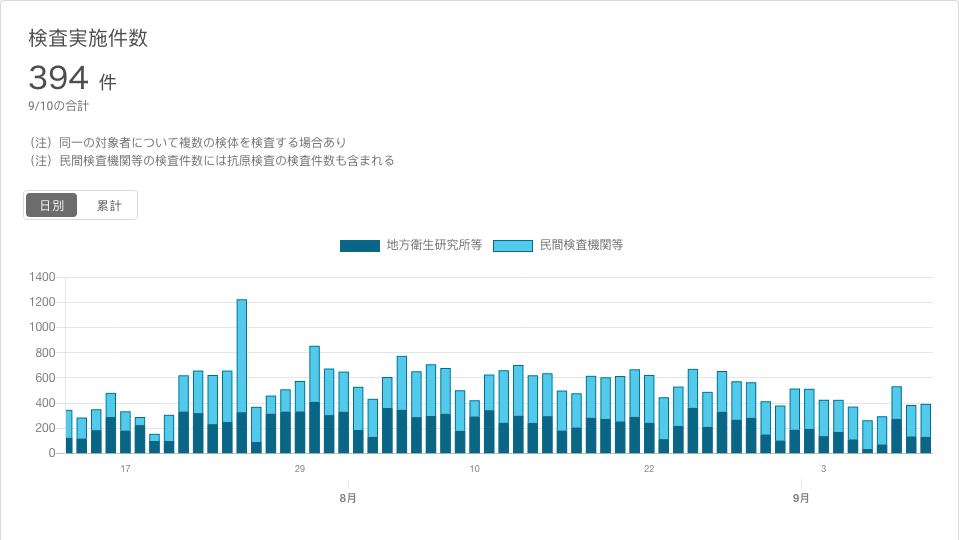 検査実施件数
394 件
9/10の合計
（注）同一の対象者について複数の検体を検査する場合あり
（注）民間検査機関等の検査件数には抗原検査の検査件数も含まれる
日別 累計
地方衛生研究所等 民間検査機関等
1400
1200
1000
800
600
400
200
0
17 29 10 22 3
8月 9月